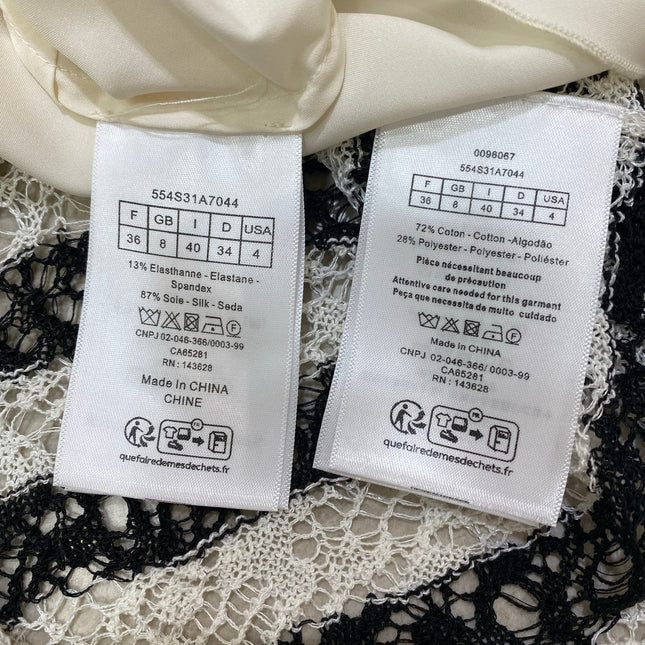 554S31A7044
F GB I D USA
36 8 40 34 4
13% Elasthanne - Elastane -
Spandex
87% Soie - Silk - Seda
F
CNPJ 02-046-366/0003-99
CA65281
RN : 143628
Made In CHINA
CHINE
FR
quefairedemesdechets.fr
0096067
554S31A7044
F GB I D USA
36 8 40 34 4
72% Coton - Cotton -Algodão
28% Polyester - Polyester - Poliéster
Pièce nécessitant beaucoup
de précaution
Attentive care needed for this garment
Peça que necessita de muito cuidado
F
CNPJ 02-046-366/ 0003-99
CA65281
RN : 143628
Made In CHINA
FR
quefairedemesdechets.fr